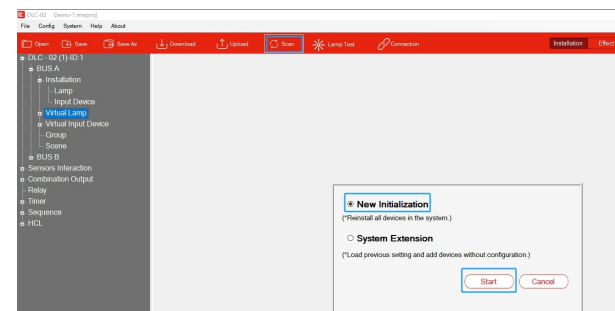 DLC-02 Demo-1.meproj
File Config System Help About
Open Save Save As Download Upload Scan Lamp Test Connection Installation Effect
DLC - 02 (1)-ID:1
BUS A
Installation
Lamp
Input Device
Virtual Lamp
Virtual Input Device
Group
Scene
BUS B
Sensors Interaction
Combination Output
Relay
Timer
Sequence
HCL
New Initialization
(*Reinstall all devices in the system.)
System Extension
(*Load previous setting and add devices without configuration.)
Start Cancel